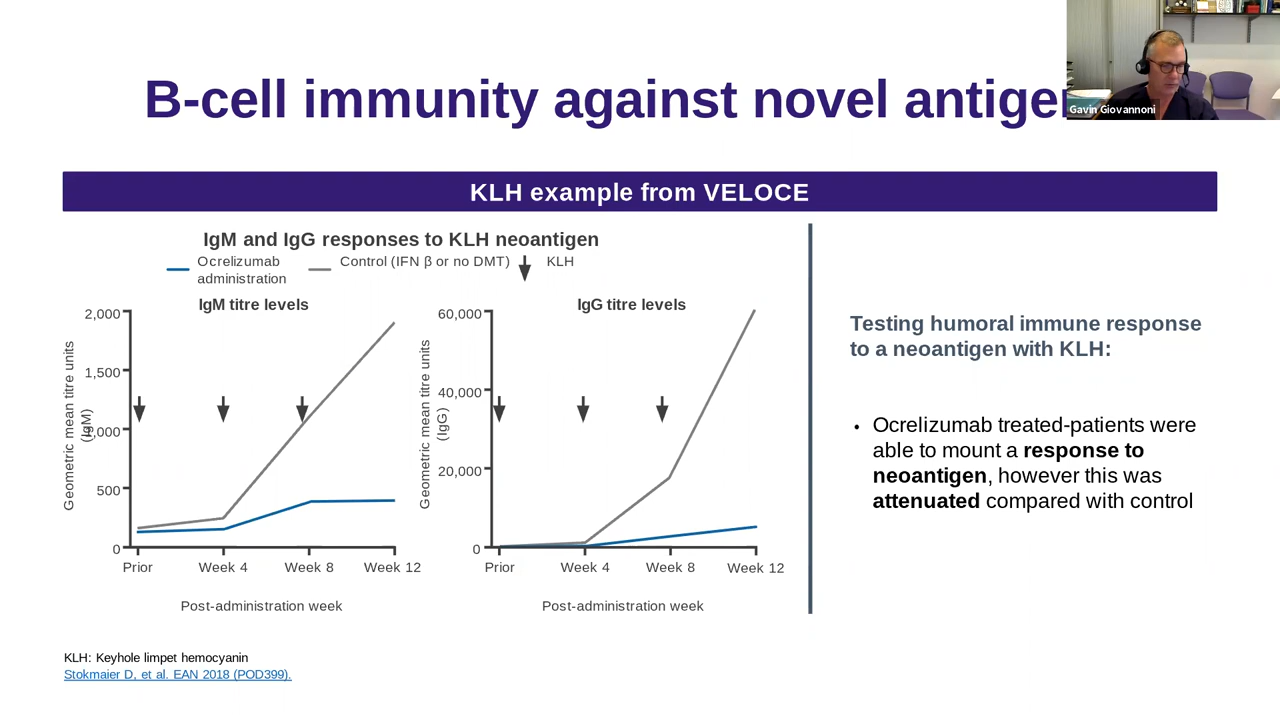 B-cell immunity against novel antige
Gavin Giovannoni
KLH example from VELOCE
IgM and IgG responses to KLH neoantigen
Ocrelizumab administration
Control (IFN β or no DMT)
KLH
IgM titre levels
2,000
1,500
1,000
500
0
Geometric mean titre units
(IgM)
Prior Week 4 Week 8 Week 12
Post-administration week
IgG titre levels
60,000
40,000
20,000
0
Geometric mean titre units
(IgG)
Prior Week 4 Week 8 Week 12
Post-administration week
Testing humoral immune response
to a neoantigen with KLH:
• Ocrelizumab treated-patients were
able to mount a response to
neoantigen, however this was
attenuated compared with control
KLH: Keyhole limpet hemocyanin
Stokmaier D, et al. EAN 2018 (POD399).